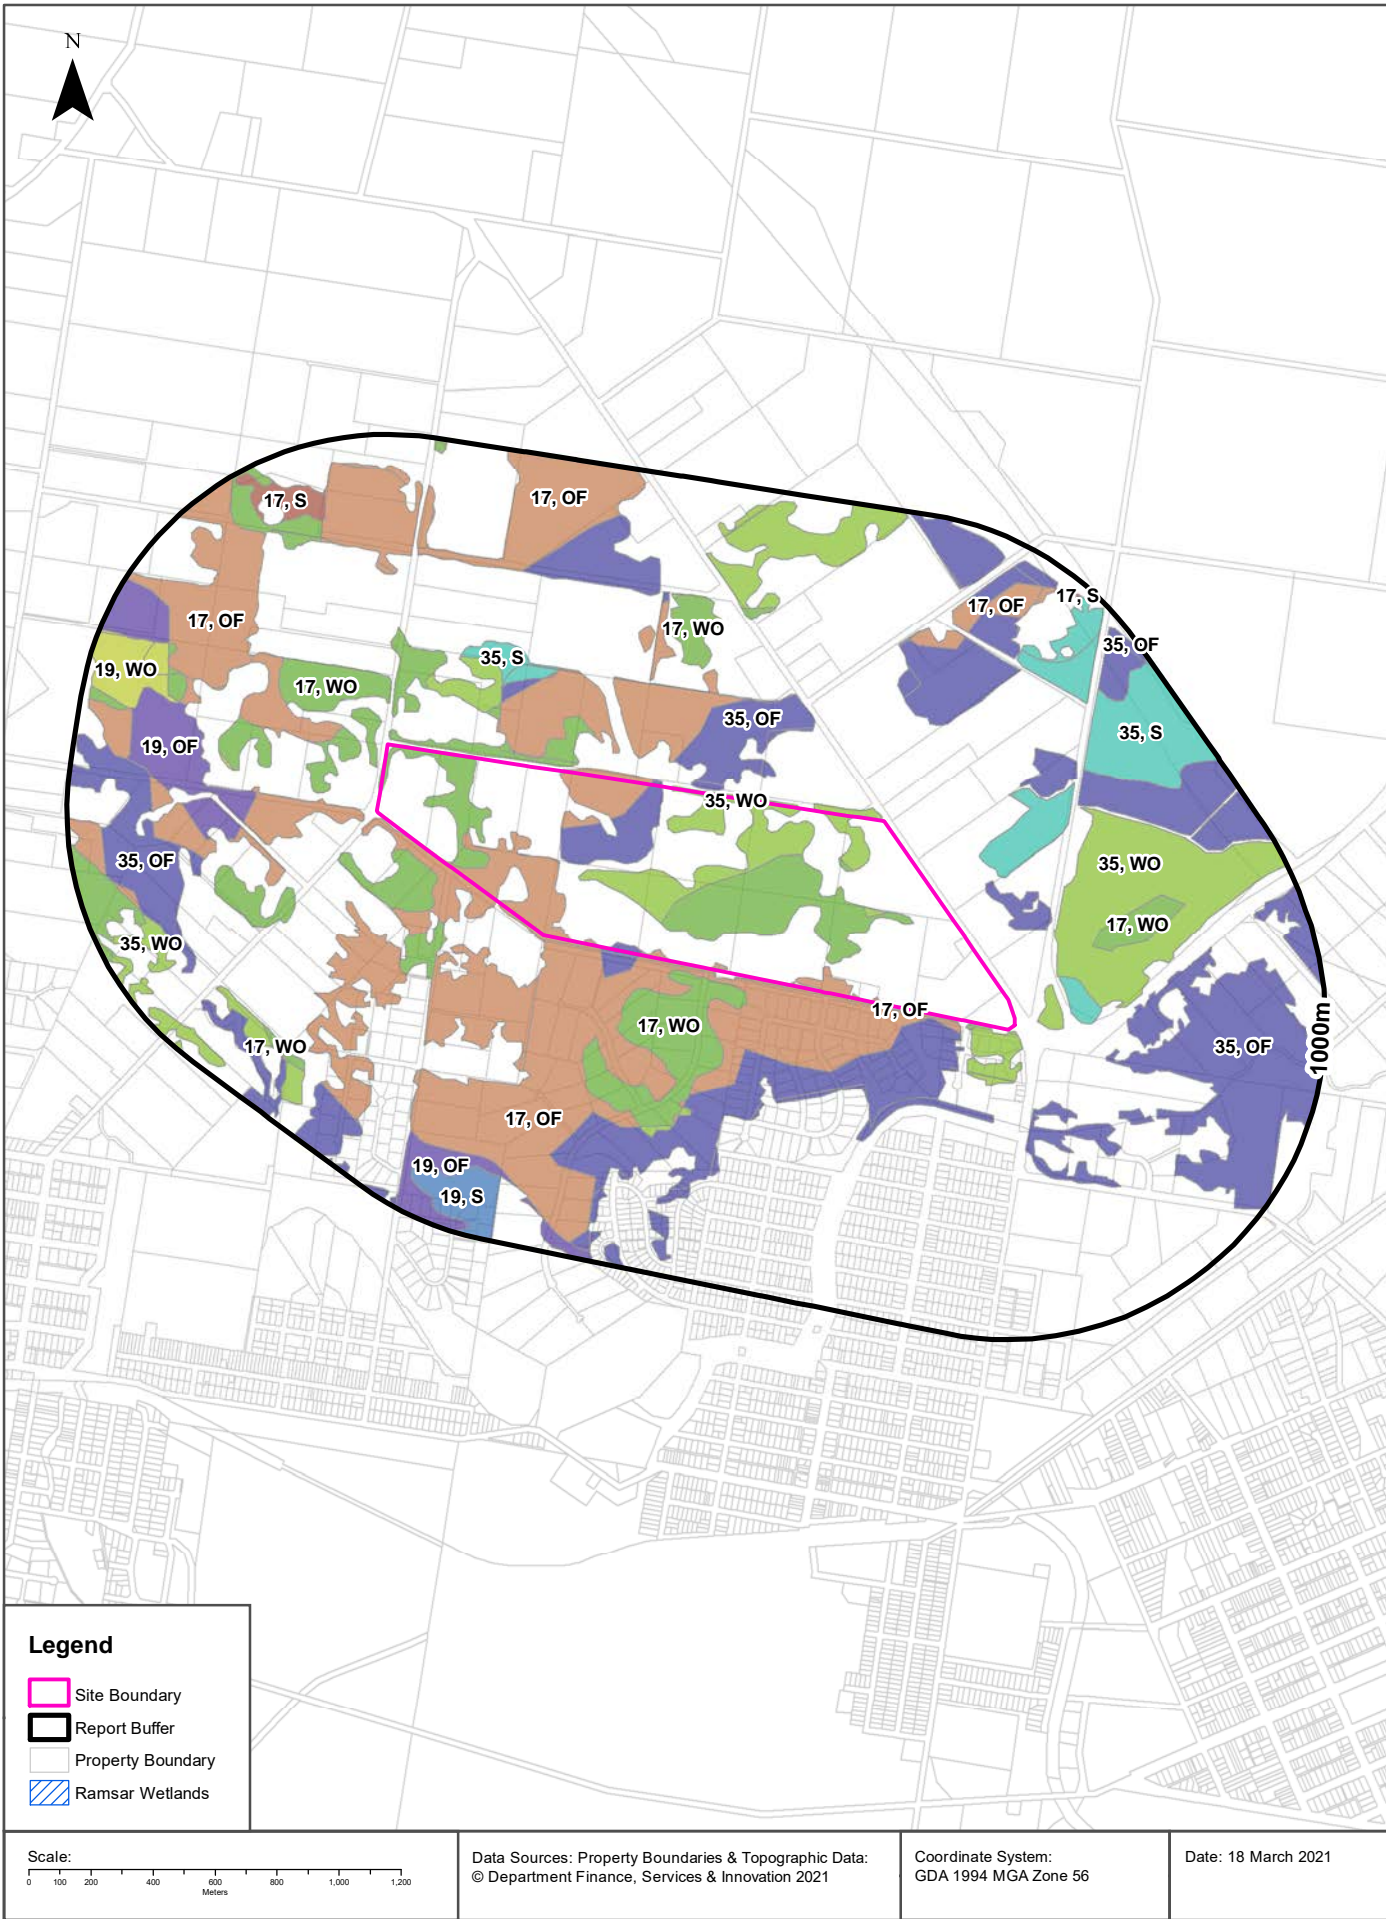 N
17, S
17, OF
17, OF
17, S
17, OF
17, WO
35, OF
35, S
19, WO
17, WO
35, OF
35, S
19, OF
35, WO
35, OF
35, WO
17, WO
35, WO
17, OF
17, WO
17, WO
35, OF
1000m
17, OF
19, OF
19, S
Legend
Site Boundary
Report Buffer
Property Boundary
Ramsar Wetlands
Scale:
0 100 200 400 600 800 1,000 1,200
Meters
Data Sources: Property Boundaries & Topographic Data:
© Department Finance, Services & Innovation 2021
Coordinate System:
GDA 1994 MGA Zone 56
Date: 18 March 2021